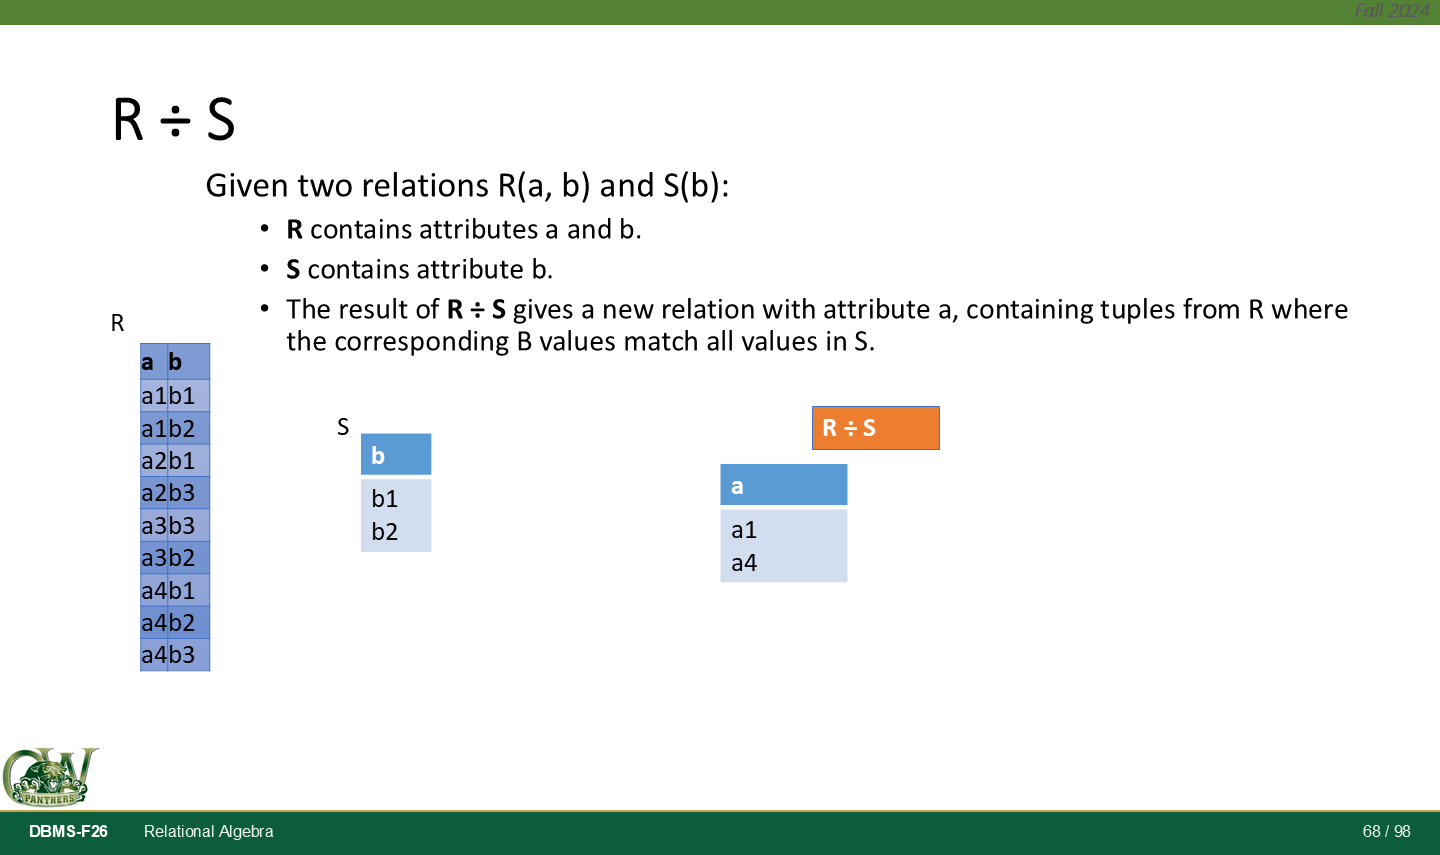 Fall 2024
R ÷ S
Given two relations R(a, b) and S(b):
• R contains attributes a and b.
• S contains attribute b.
• The result of R ÷ S gives a new relation with attribute a, containing tuples from R where
the corresponding B values match all values in S.
R
a b
a1 b1
a1 b2
a2 b1
a2 b3
a3 b3
a3 b2
a4 b1
a4 b2
a4 b3
S
b
b1
b2
R ÷ S
a
a1
a4
OW
PANTHERS
DBMS-F26 Relational Algebra 68 / 98